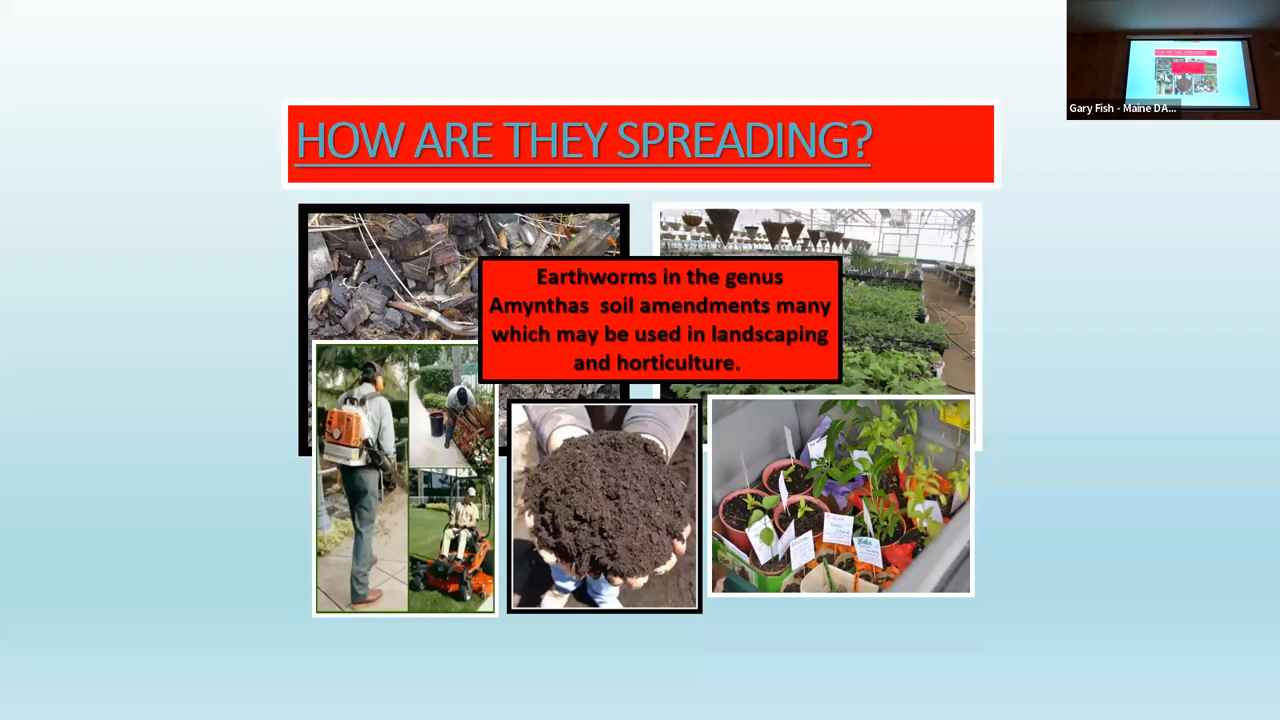 HOW ARE THEY SPREADING?
Gary Fish - Maine DA...
Earthworms in the genus
Amynthas soil amendments many
which may be used in landscaping
and horticulture.